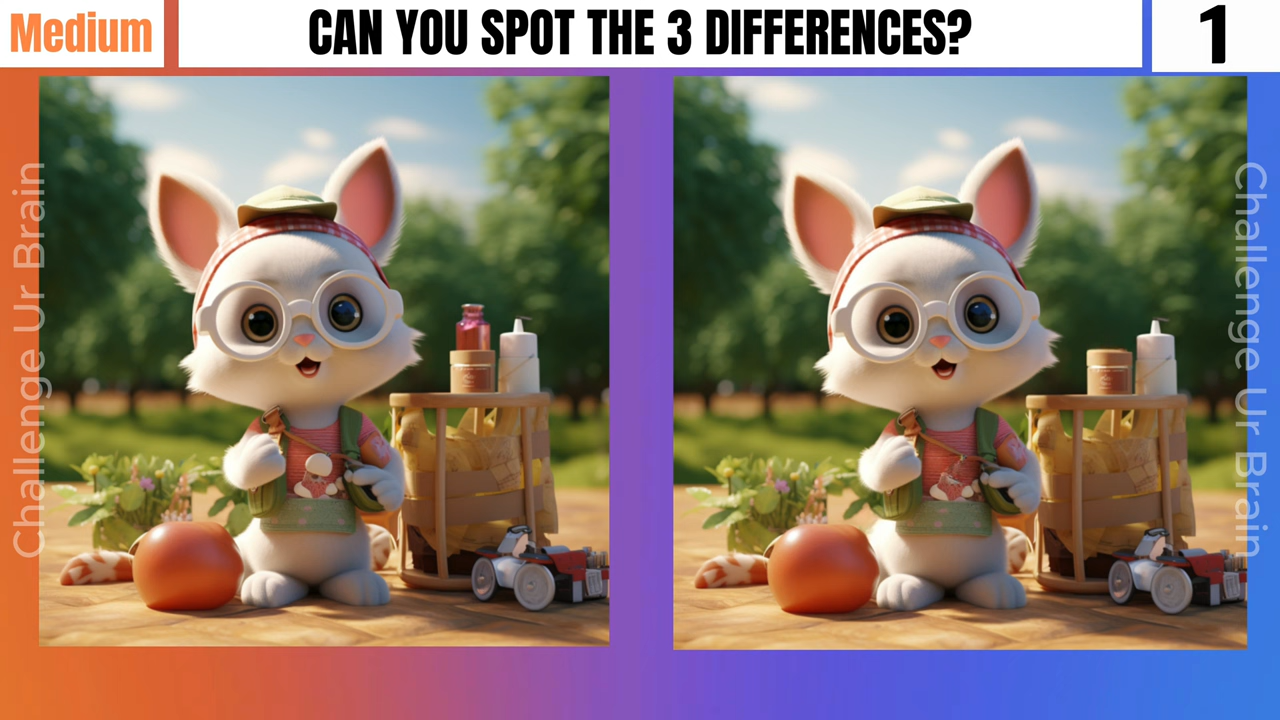 Medium
CAN YOU SPOT THE 3 DIFFERENCES?
1
Challenge Ur Brain
Challenge Ur Brain